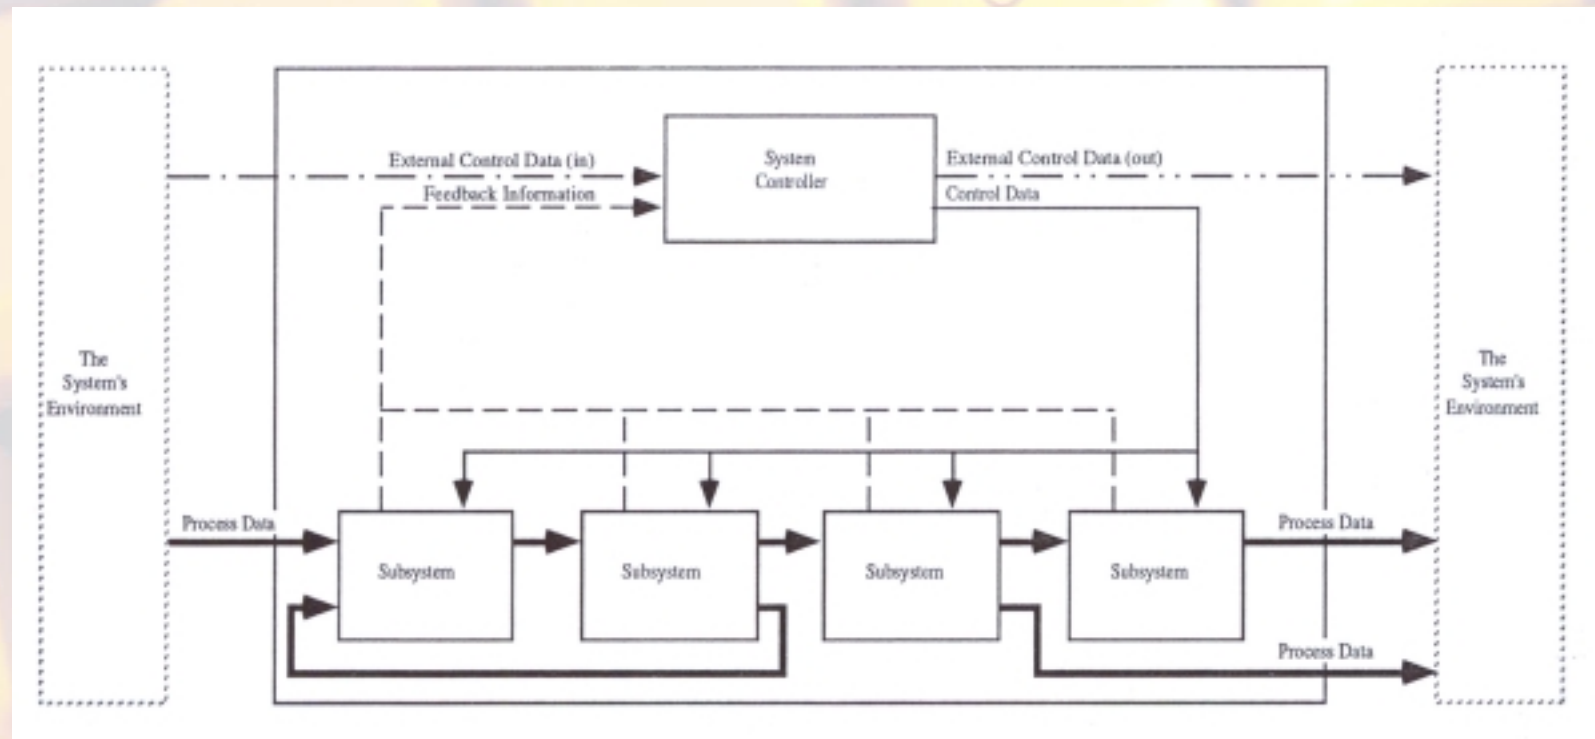 System
Controller
External Control Data (in)
Feedback Information
External Control Data (out)
Control Data
The
System's
Environment
The
System's
Environment
Process Data
Subsystem
Subsystem
Subsystem
Subsystem
Process Data
Process Data